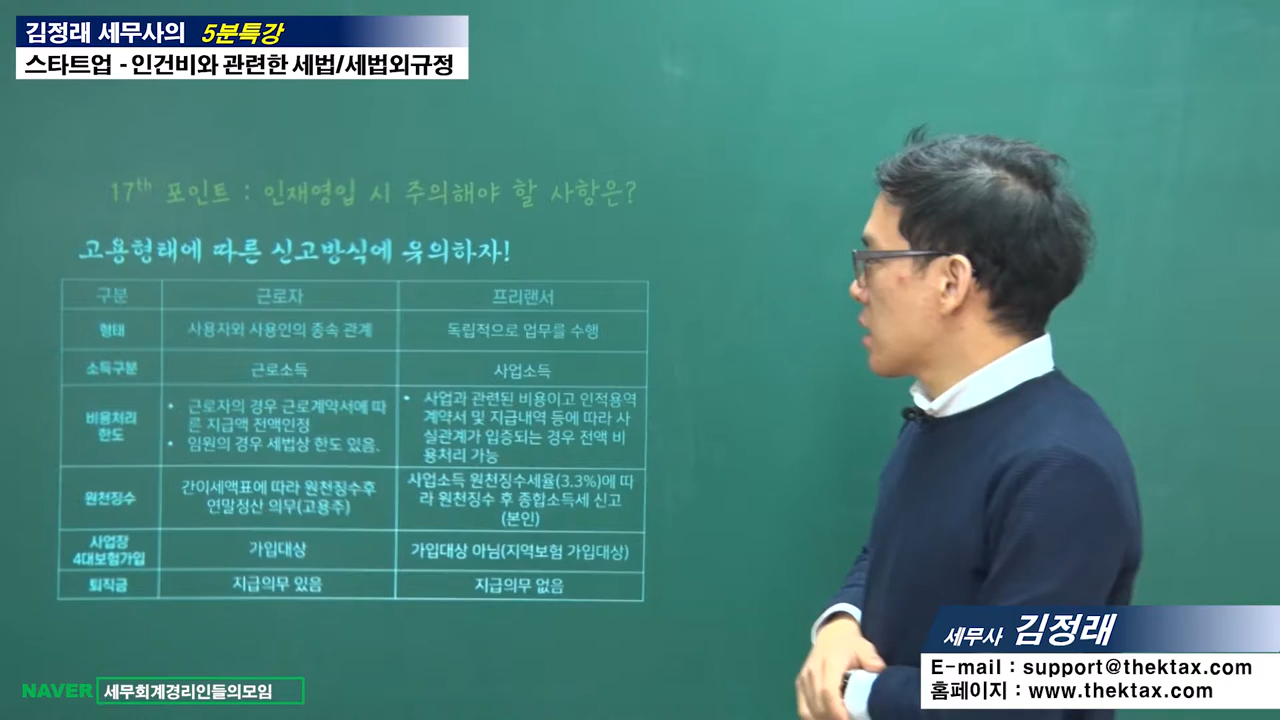 김정래 세무사의 5분특강
스타트업 - 인건비와 관련한 세법/세법외규정
17th 포인트 : 인재영입 시 주의해야 할 사항은?
고용형태에 따른 신고방식에 유의하자!
구분 근로자 프리랜서
형태 사용자와 사용인의 종속 관계 독립적으로 업무를 수행
소득구분 근로소득 사업소득
비용처리
한도
• 근로자의 경우 근로계약서에 따
른 지급액 전액인정
• 임원의 경우 세법상 한도 있음.
• 사업과 관련된 비용이고 인적용역
계약서 및 지급내역 등에 따라 사
실관계가 입증되는 경우 전액 비
용처리 가능
원천징수
간이세액표에 따라 원천징수후
연말정산 의무(고용주)
사업소득 원천징수세율(3.3%)에 따
라 원천징수 후 종합소득세 신고
(본인)
사업장
4대보험가입
가입대상
가입대상 아님(지역보험 가입대상)
퇴직금 지급의무 있음 지급의무 없음
세무사 김정래
E-mail : support@thektax.com
홈페이지 : www.thektax.com
NAVER 세무회계경리인들의모임